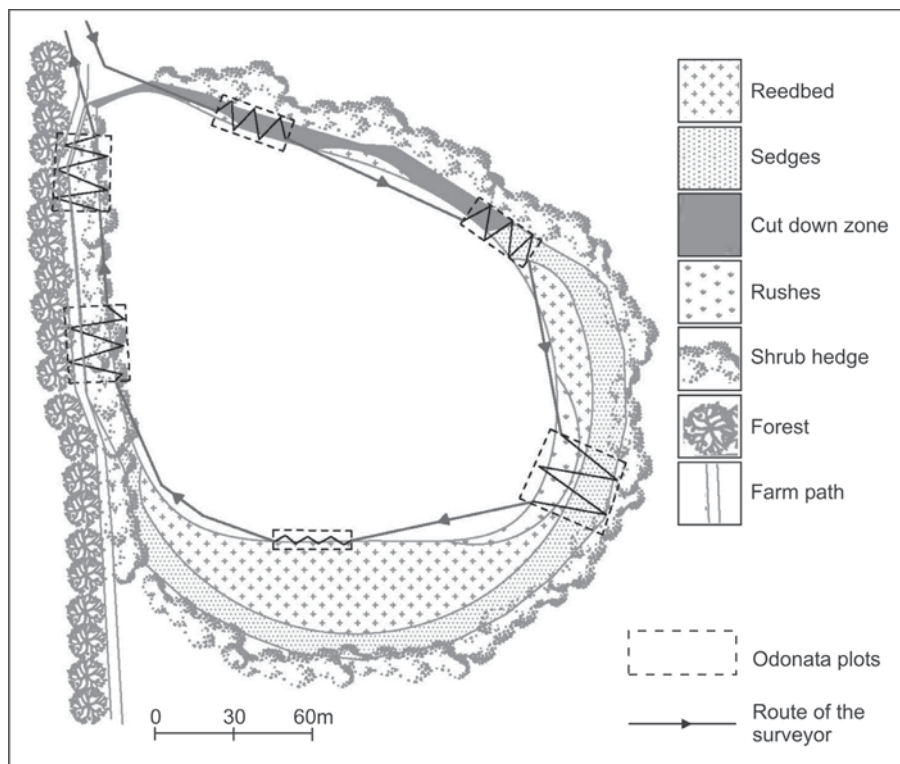 Reedbed
Sedges
Cut down zone
Rushes
Shrub hedge
Forest
Farm path
Odonata plots
Route of the
surveyor
0 30 60m